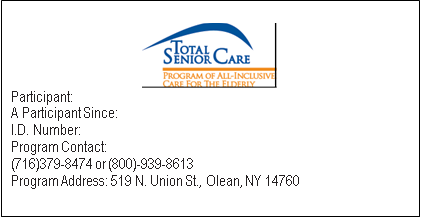 TOTAL
SENIOR CARE
PROGRAM OF ALL-INCLUSIVE
CARE FOR THE ELDERLY
Participant:
A Participant Since:
I.D. Number:
Program Contact:
(716)379-8474 or (800)-939-8613
Program Address: 519 N. Union St., Olean, NY 14760